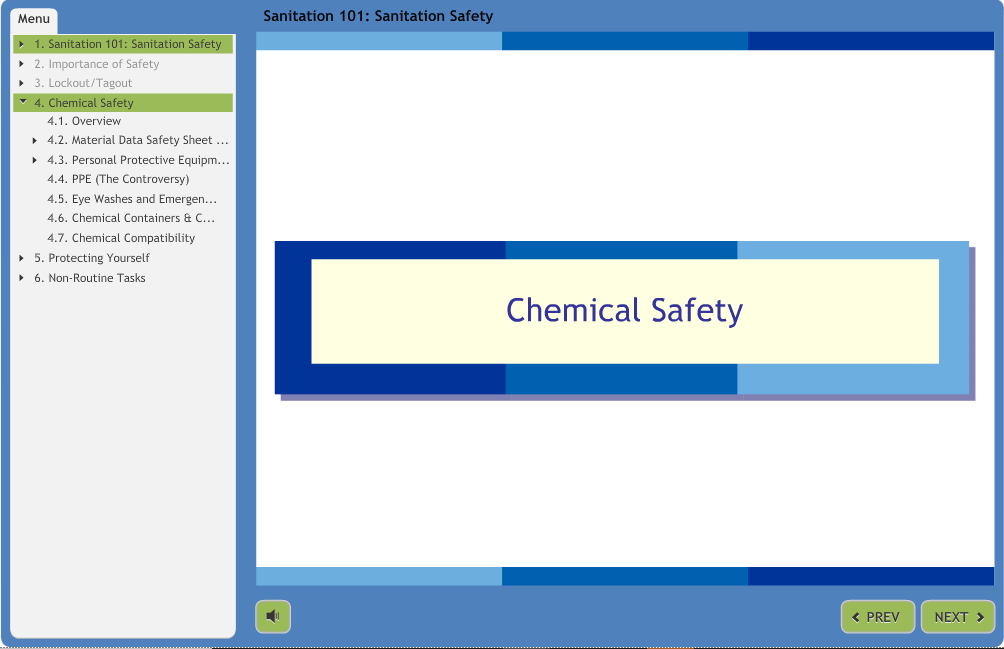 Menu
Sanitation 101: Sanitation Safety
1. Sanitation 101: Sanitation Safety
2. Importance of Safety
3. Lockout/Tagout
4. Chemical Safety
4.1. Overview
4.2. Material Data Safety Sheet ...
4.3. Personal Protective Equipm...
4.4. PPE (The Controversy)
4.5. Eye Washes and Emergen...
4.6. Chemical Containers & C...
4.7. Chemical Compatibility
5. Protecting Yourself
6. Non-Routine Tasks
Chemical Safety
PREV
NEXT